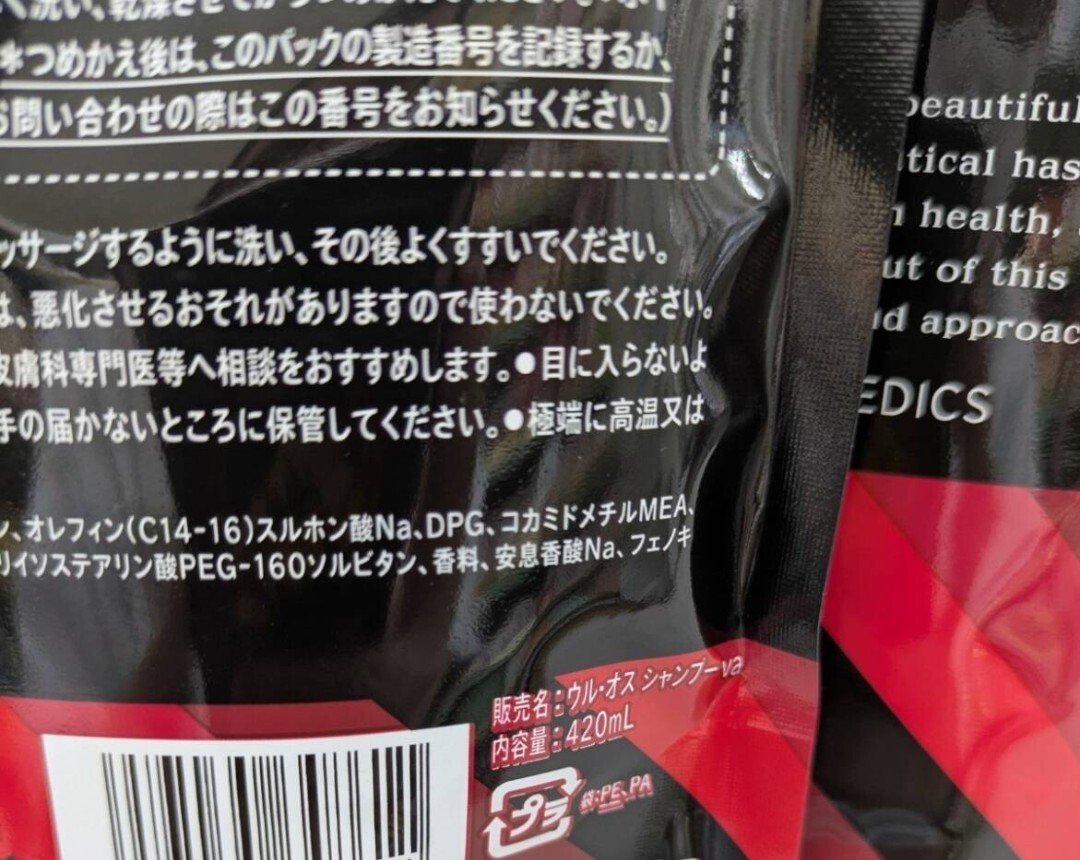 *つめかえ後は、このパックの製造番号を記録するか、
お問い合わせの際はこの番号をお知らせください。)
ッサージするように洗い、その後よくすすいでください。
は、悪化させるおそれがありますので使わないでください。
皮膚科専門医等へ相談をおすすめします。●目に入らないよ
手の届かないところに保管してください。●極端に高温又は
ン、オレフィン(C14-16)スルホン酸Na、DPG、コカミドメチルMEA、
リイソステアリン酸PEG-160ソルビタン、香料、安息香酸Na、フェノキ
販売名:ウル・オス シャンプーva
内容量:420mL
プラ
袋:PE、PA
beautiful
tical has
health,
ut of this
d approac
EDICS